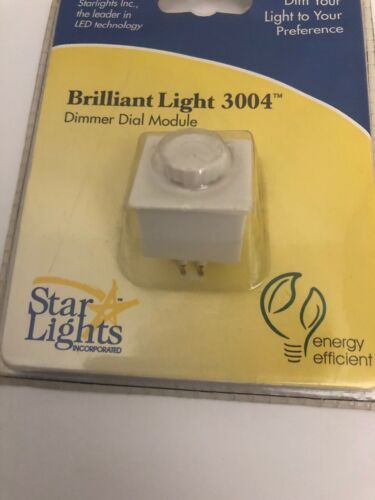 Starlights Inc.,
the leader in
LED technology
Dim Your
Light to Your
Preference
Brilliant Light 3004™
Dimmer Dial Module
Star
Lights™
INCORPORATED
energy
efficient